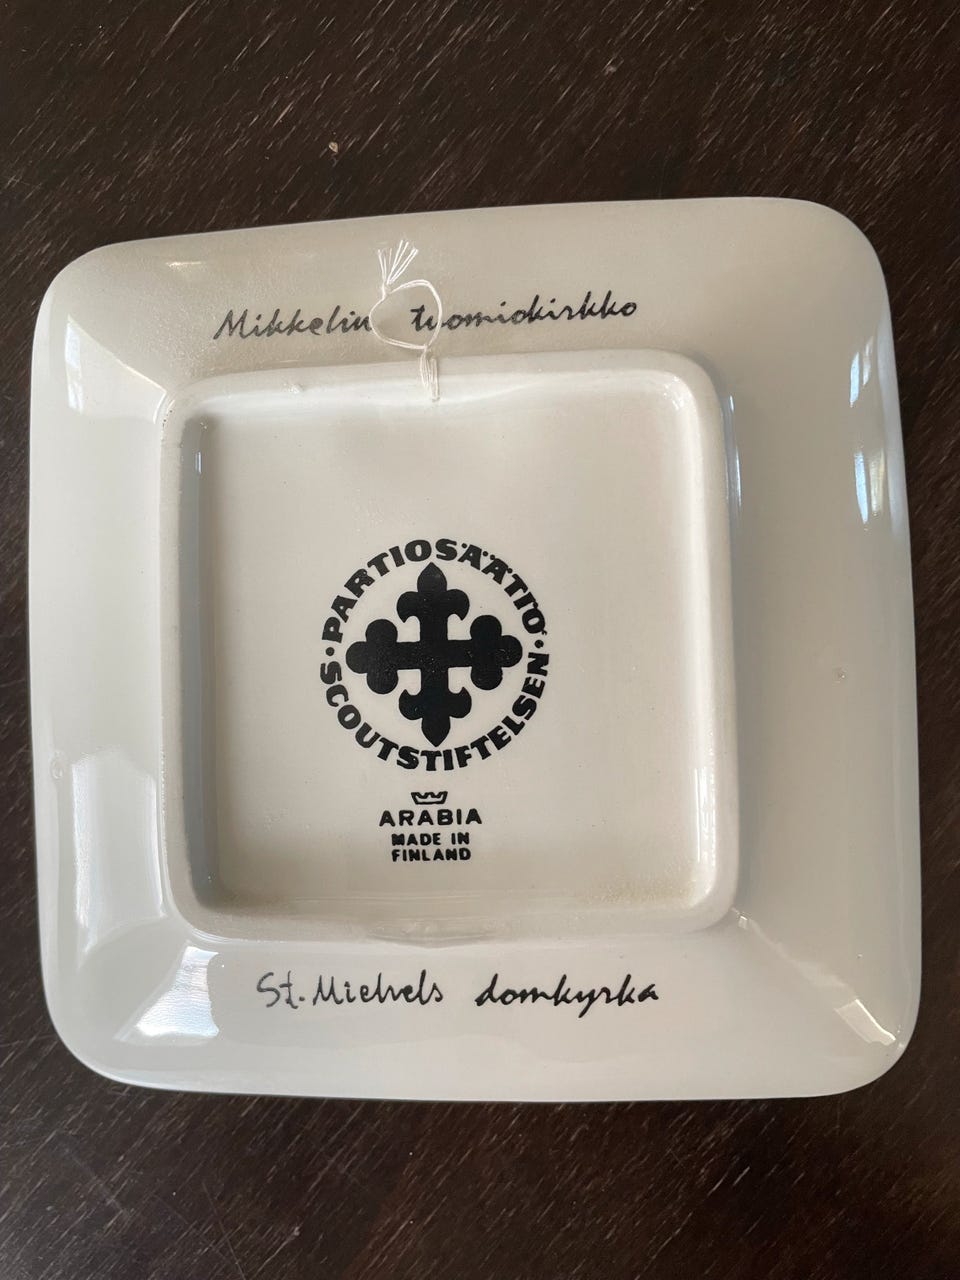 Mikkelin tuomiokirkko
PARTIOSÄÄTIÖ
SCOUTSTIFTELSEN
ARABIA
MADE IN
FINLAND
St. Michels domkyrka